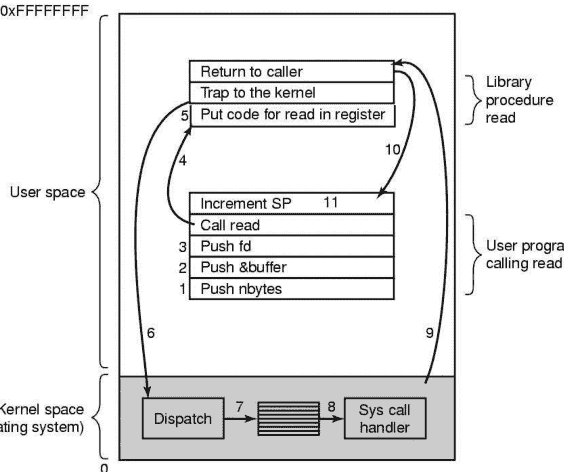 0xFFFFFFFF
Return to caller
Trap to the kernel
5 Put code for read in register
Library
procedure
read
4
10
User space
Increment SP 11
Call read
3 Push fd
2 Push &buffer
1 Push nbytes
User progra
calling read
6
9
Kernel space
ating system)
Dispatch
7
8
Sys call
handler
0